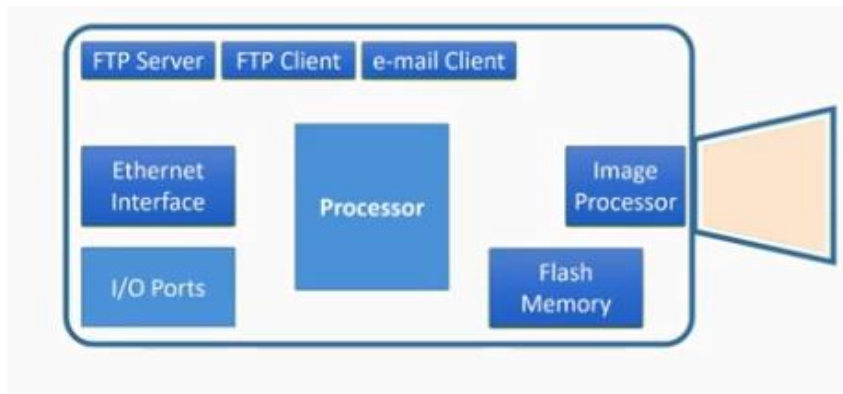 FTP Server
FTP Client
e-mail Client
Ethernet
Interface
Processor
Image
Processor
I/O Ports
Flash
Memory